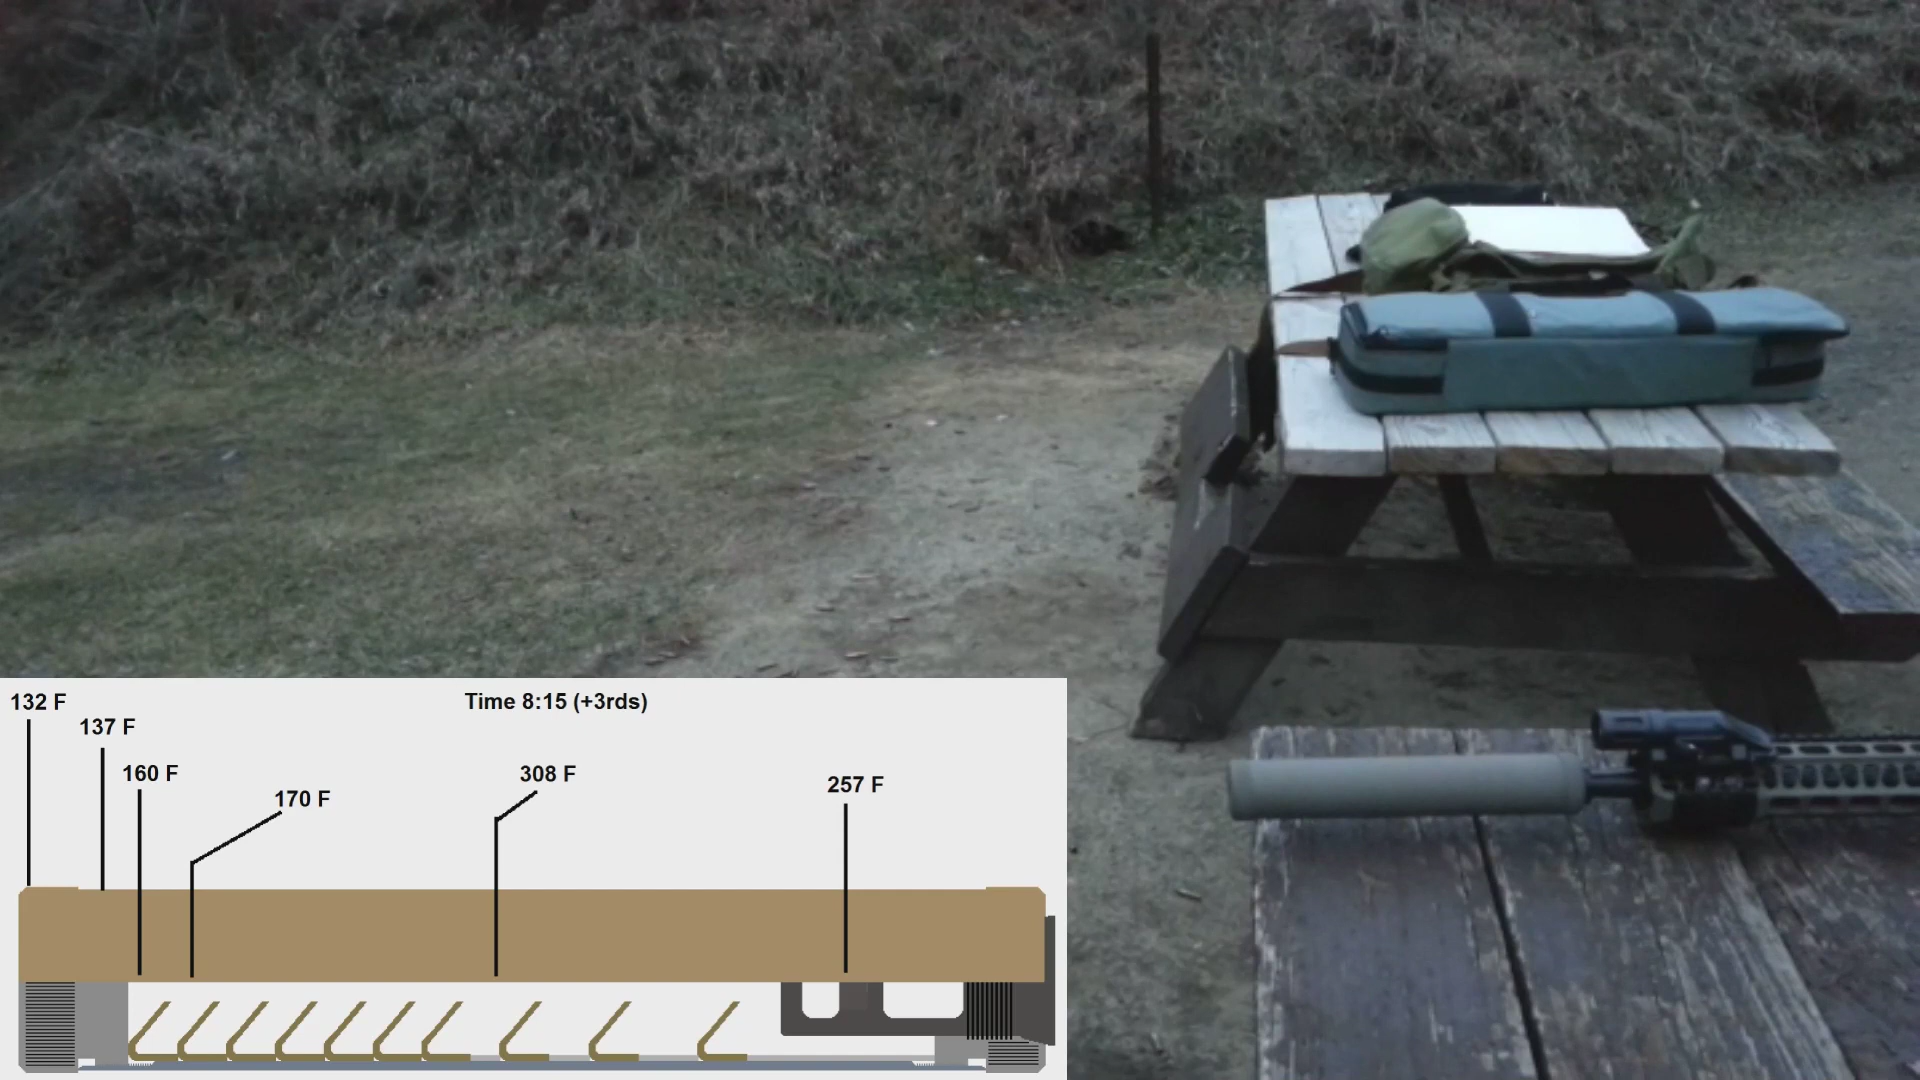 132 F
Time 8:15 (+3rds)
137 F
160 F
308 F
170 F
257 F